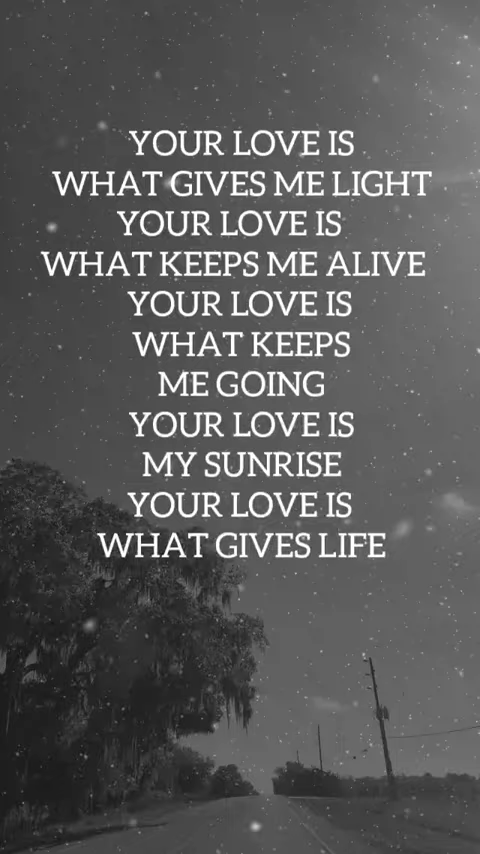 YOUR LOVE IS
WHAT GIVES ME LIGHT
YOUR LOVE IS
WHAT KEEPS ME ALIVE
YOUR LOVE IS
WHAT KEEPS
ME GOING
YOUR LOVE IS
MY SUNRISE
YOUR LOVE IS
WHAT GIVES LIFE